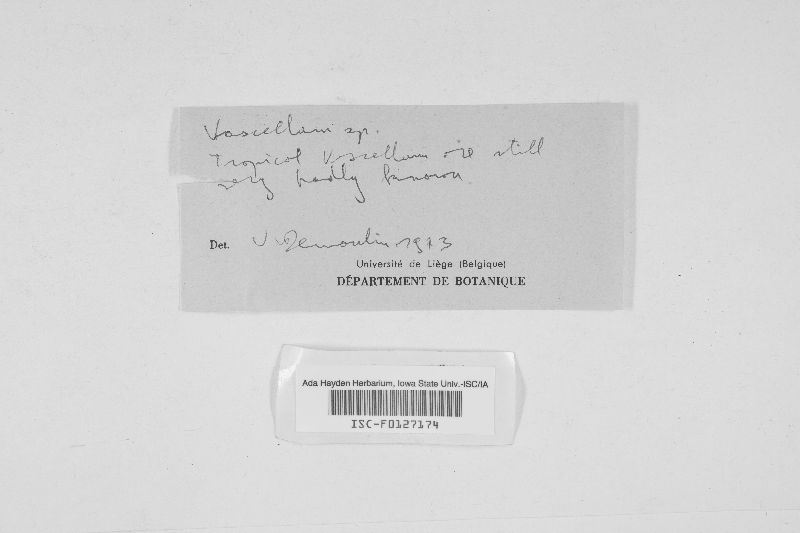 Vascellum sp.
Tropical Vascellum are still
very badly known
Det. V. Demoulin 1973
Université de Liège (Belgique)
DÉPARTEMENT DE BOTANIQUE
Ada Hayden Herbarium, Iowa State Univ.-ISC/IA
ISC-F0127174